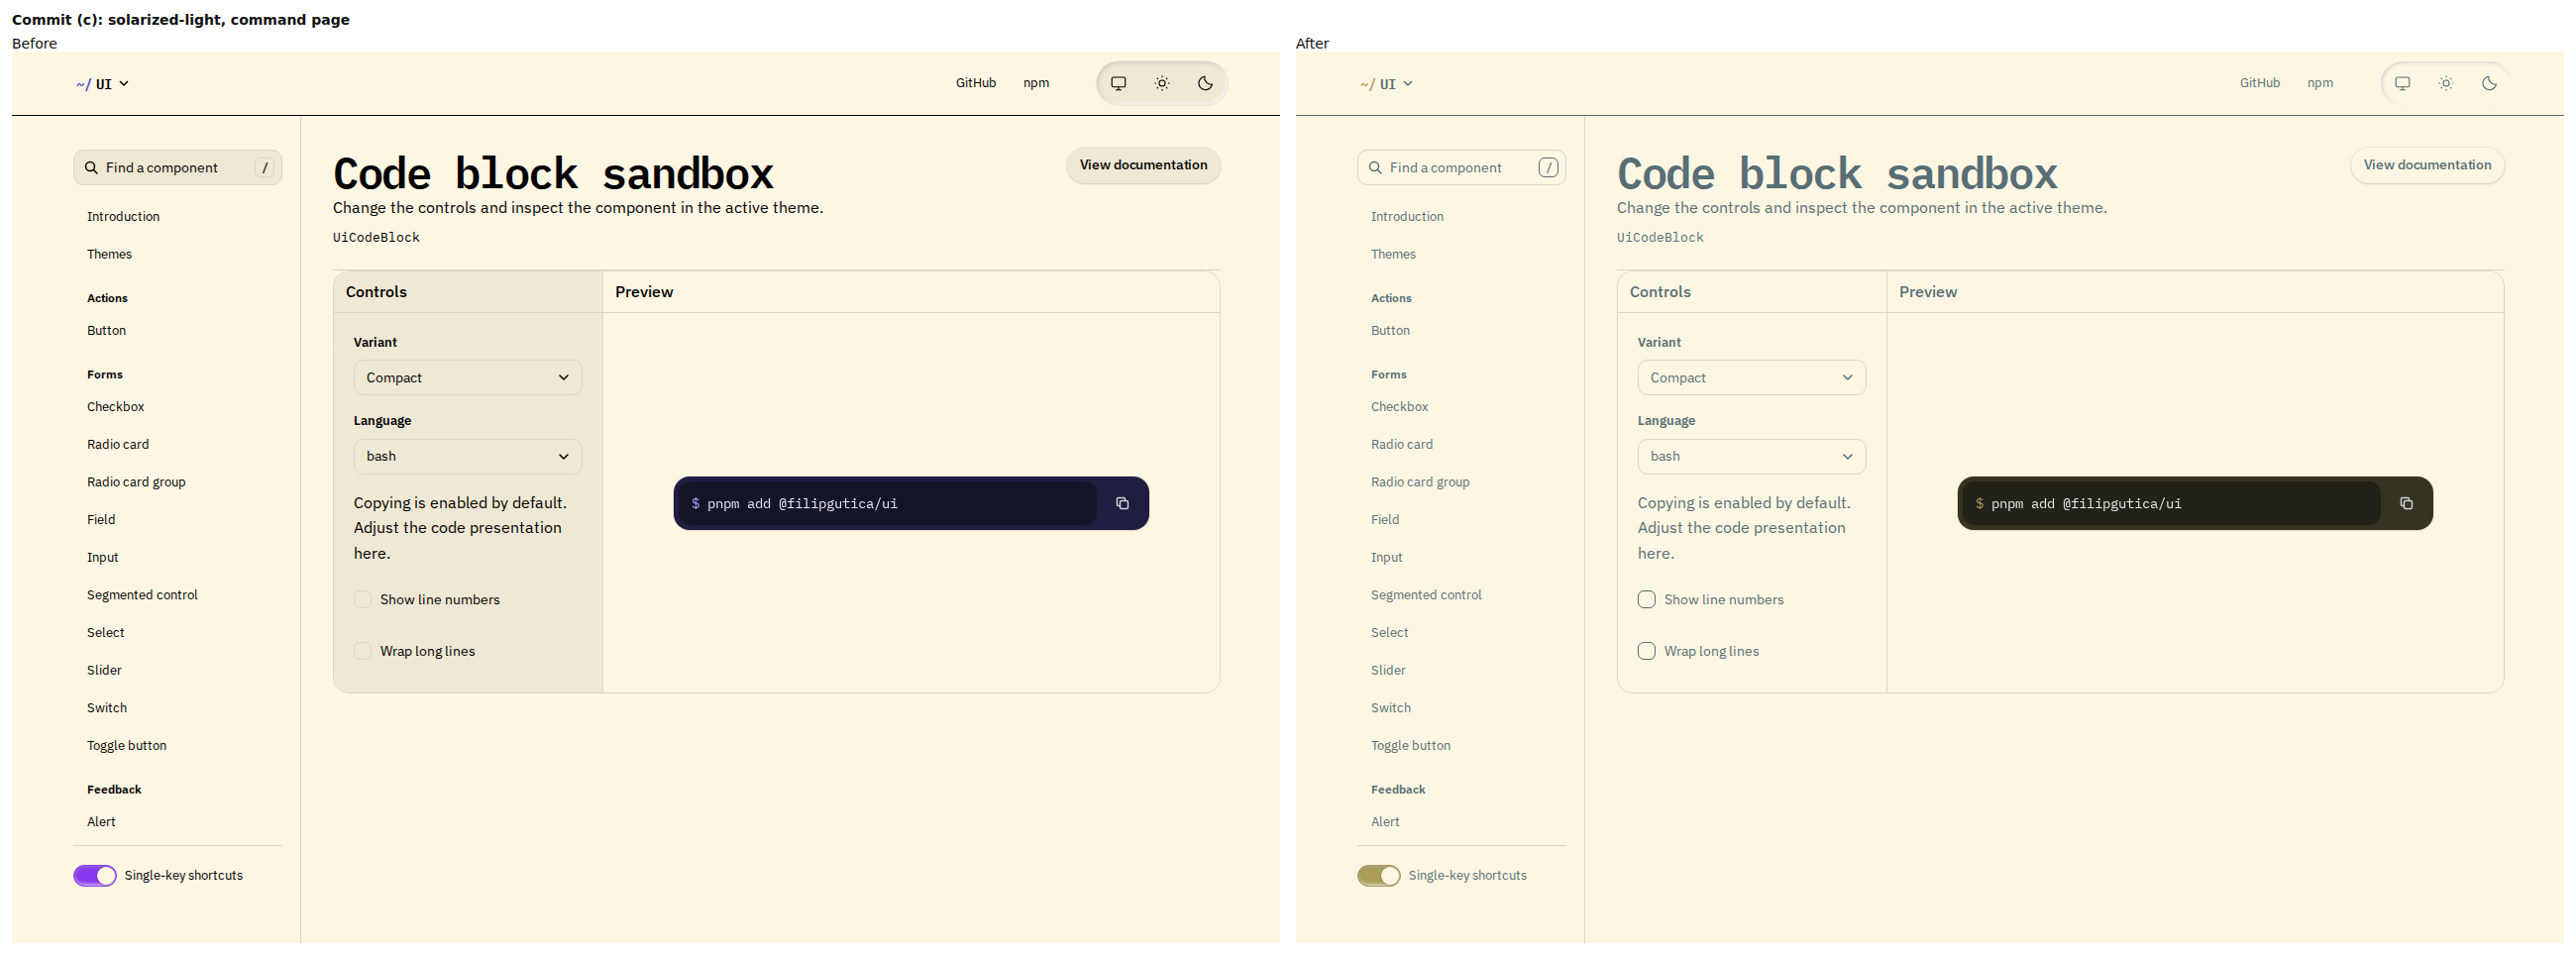 Commit (c): solarized-light, command page
Before
~/ UI
GitHub npm
Find a component /
Introduction
Themes
Actions
Button
Forms
Checkbox
Radio card
Radio card group
Field
Input
Segmented control
Select
Slider
Switch
Toggle button
Feedback
Alert
Single-key shortcuts
Code block sandbox
View documentation
Change the controls and inspect the component in the active theme.
UiCodeBlock
Controls
Variant
Compact
Language
bash
Copying is enabled by default.
Adjust the code presentation
here.
Show line numbers
Wrap long lines
Preview
$ pnpm add @filipgutica/ui
After
~/ UI
GitHub npm
Find a component /
Introduction
Themes
Actions
Button
Forms
Checkbox
Radio card
Radio card group
Field
Input
Segmented control
Select
Slider
Switch
Toggle button
Feedback
Alert
Single-key shortcuts
Code block sandbox
View documentation
Change the controls and inspect the component in the active theme.
UiCodeBlock
Controls
Variant
Compact
Language
bash
Copying is enabled by default.
Adjust the code presentation
here.
Show line numbers
Wrap long lines
Preview
$ pnpm add @filipgutica/ui